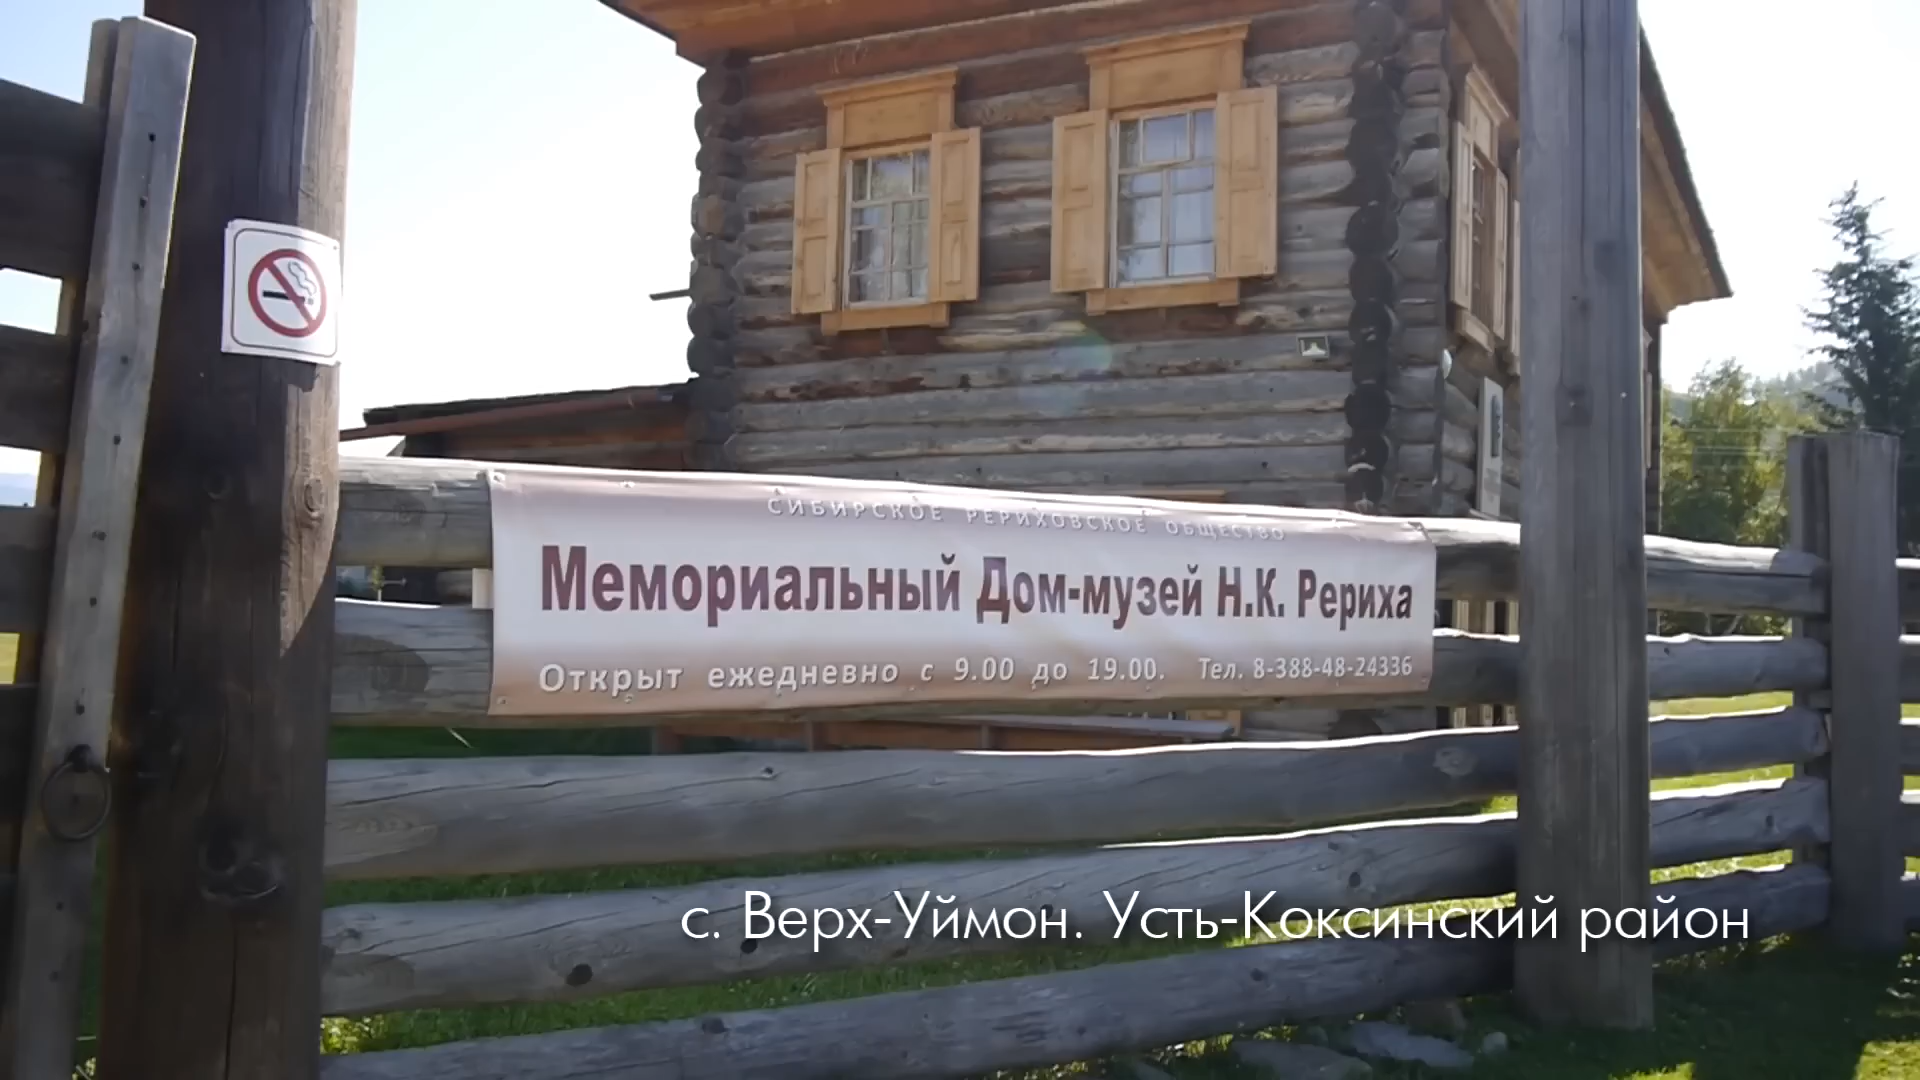 СИБИРСКОЕ РЕРИХОВСКОЕ ОБЩЕСТВО
Мемориальный Дом-музей Н.К. Рериха
Открыт ежедневно с 9.00 до 19.00. Тел. 8-388-48-24336
с. Верх-Уймон. Усть-Коксинский район